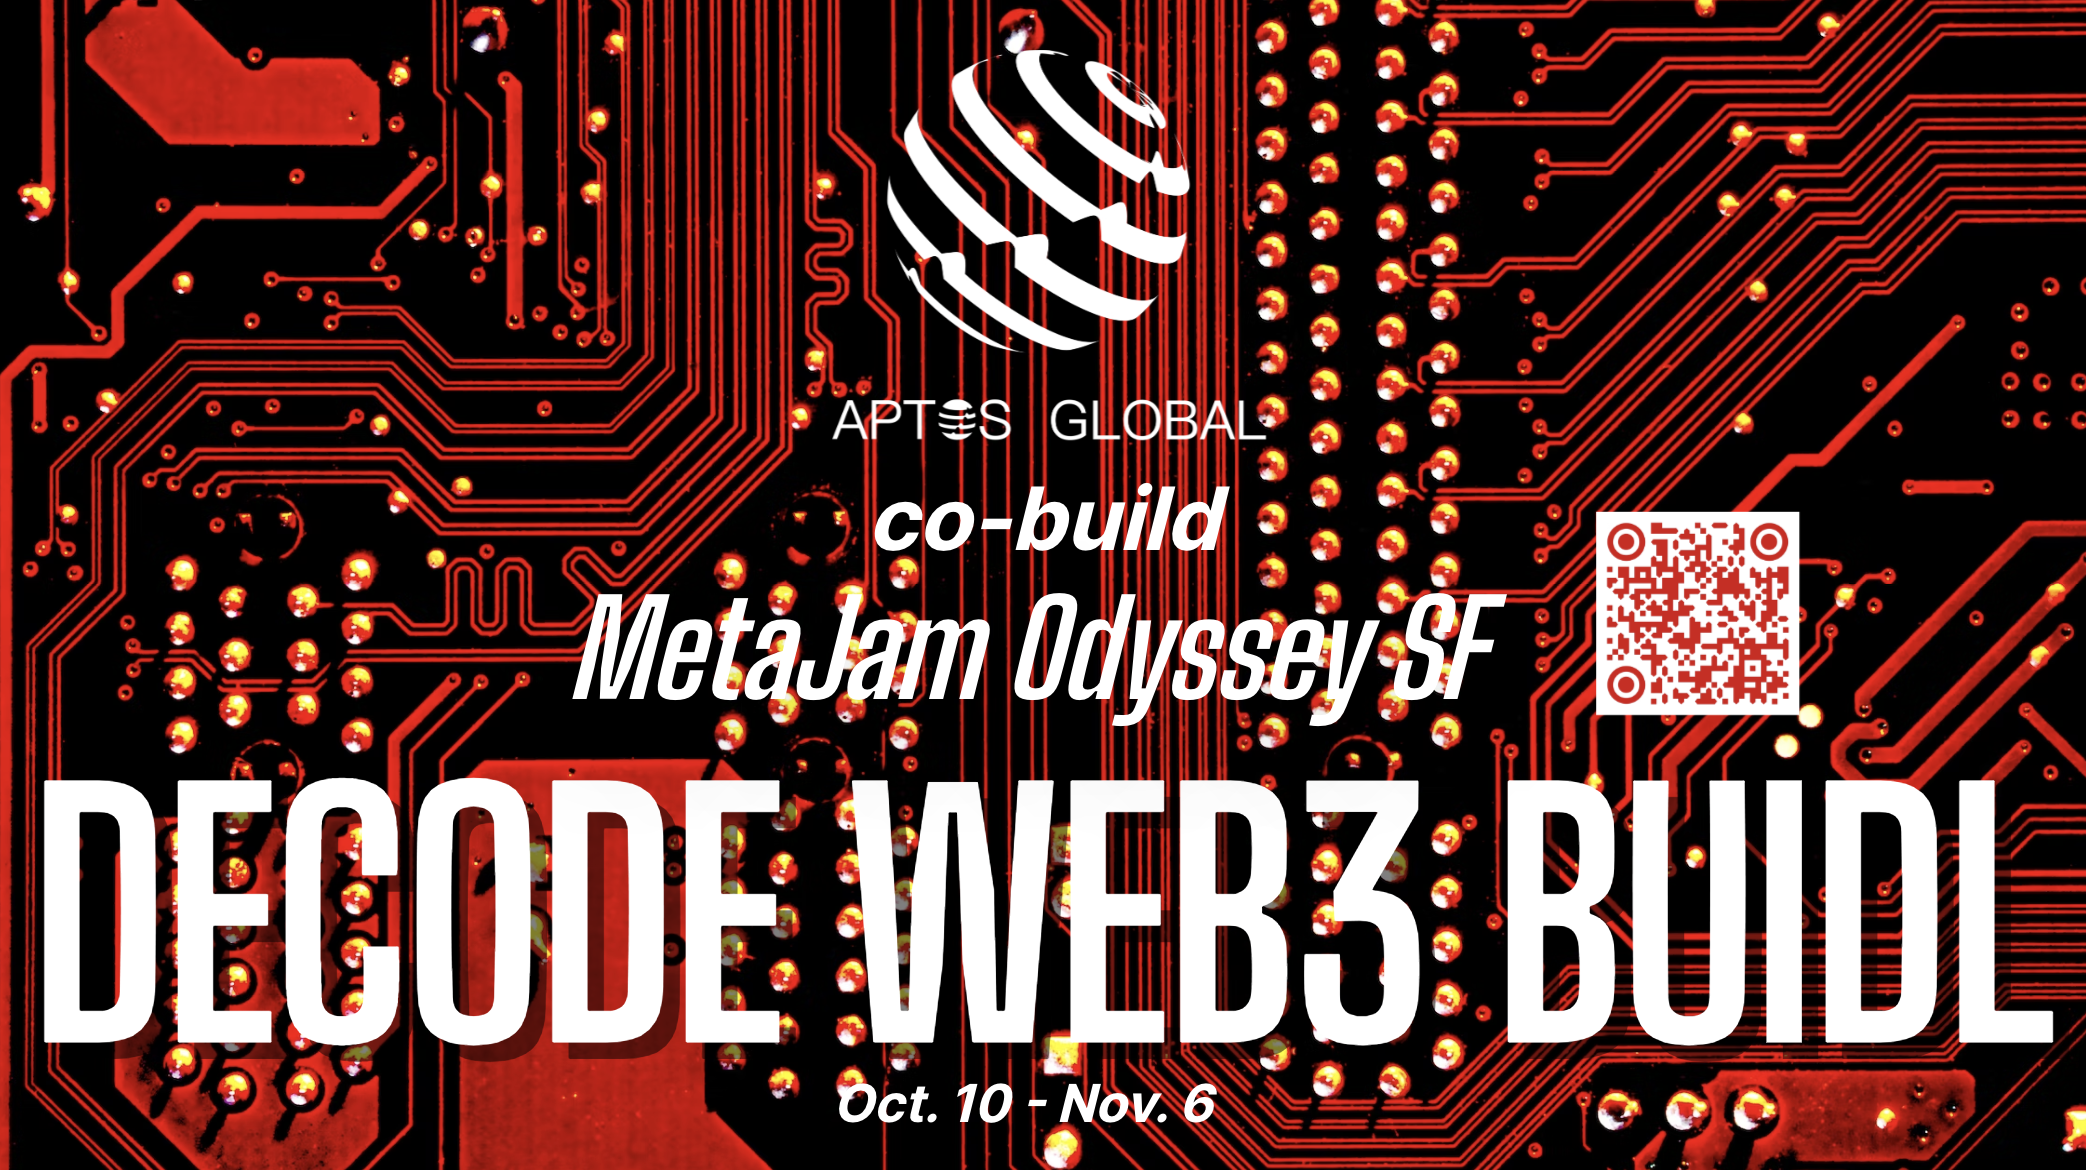 APTOS GLOBAL
co-build
MetaJam Odyssey SF
DECODE WEB3 BUIDL
Oct. 10 - Nov. 6